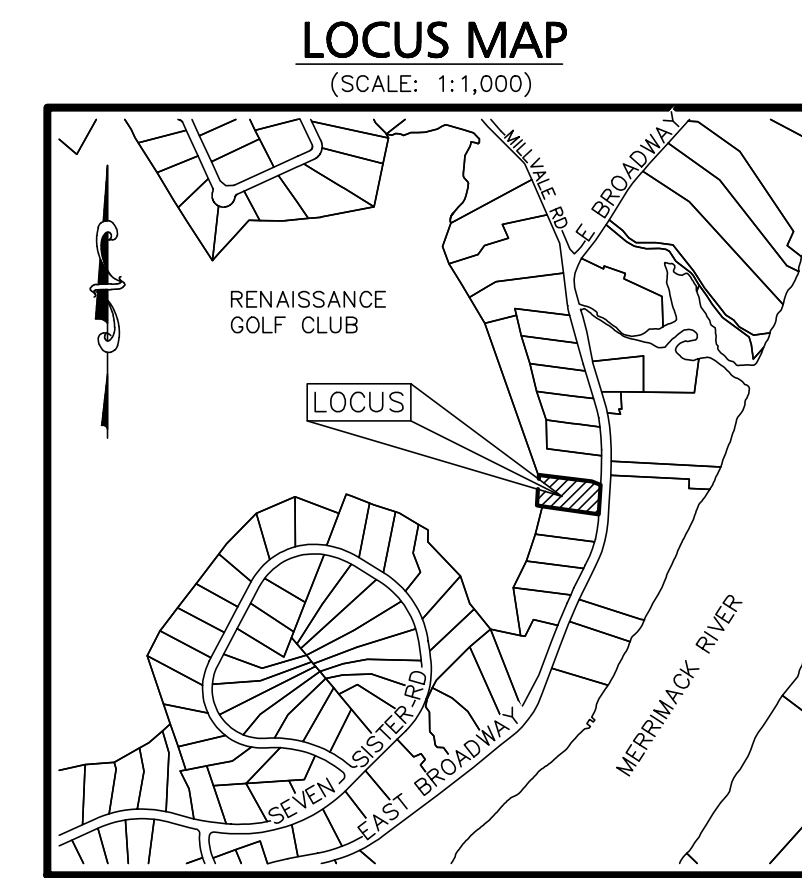 LOCUS MAP
(SCALE: 1:1,000)
MILLVALE RD
E BROADWAY
RENAISSANCE
GOLF CLUB
LOCUS
MERRIMACK RIVER
SEVEN SISTER RD
EAST BROADWAY